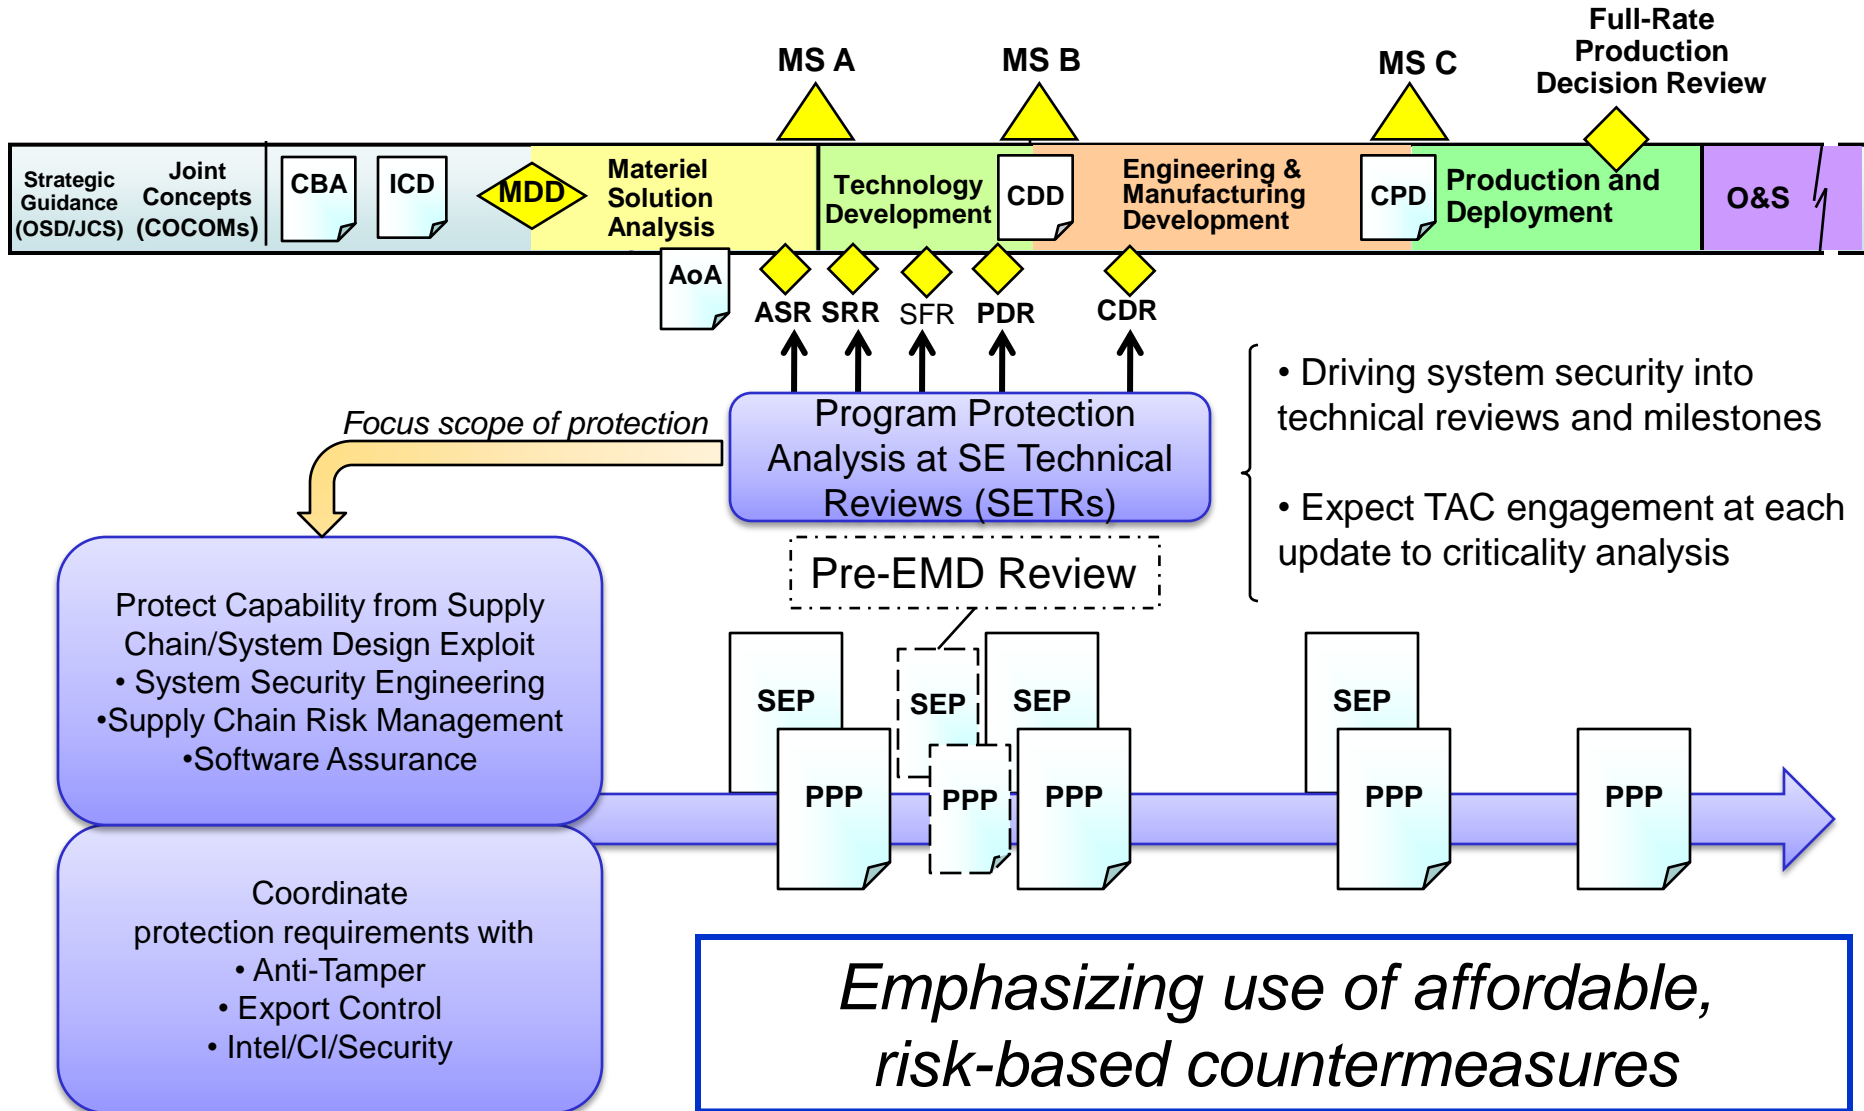 Full-Rate
Production
Decision Review
MS A
MS B
MS C
Strategic
Guidance
(OSD/JCS)
Joint
Concepts
(COCOMs)
CBA
ICD
MDD
Materiel
Solution
Analysis
Technology
Development
CDD
Engineering &
Manufacturing
Development
CPD
Production and
Deployment
O&S
AoA
ASR
SRR
SFR
PDR
CDR
Focus scope of protection
Program Protection
Analysis at SE Technical
Reviews (SETRs)
• Driving system security into
technical reviews and milestones
• Expect TAC engagement at each
update to criticality analysis
Pre-EMD Review
Protect Capability from Supply
Chain/System Design Exploit
• System Security Engineering
•Supply Chain Risk Management
•Software Assurance
SEP
SEP
SEP
SEP
PPP
PPP
PPP
PPP
PPP
Coordinate
protection requirements with
• Anti-Tamper
• Export Control
• Intel/CI/Security
Emphasizing use of affordable,
risk-based countermeasures